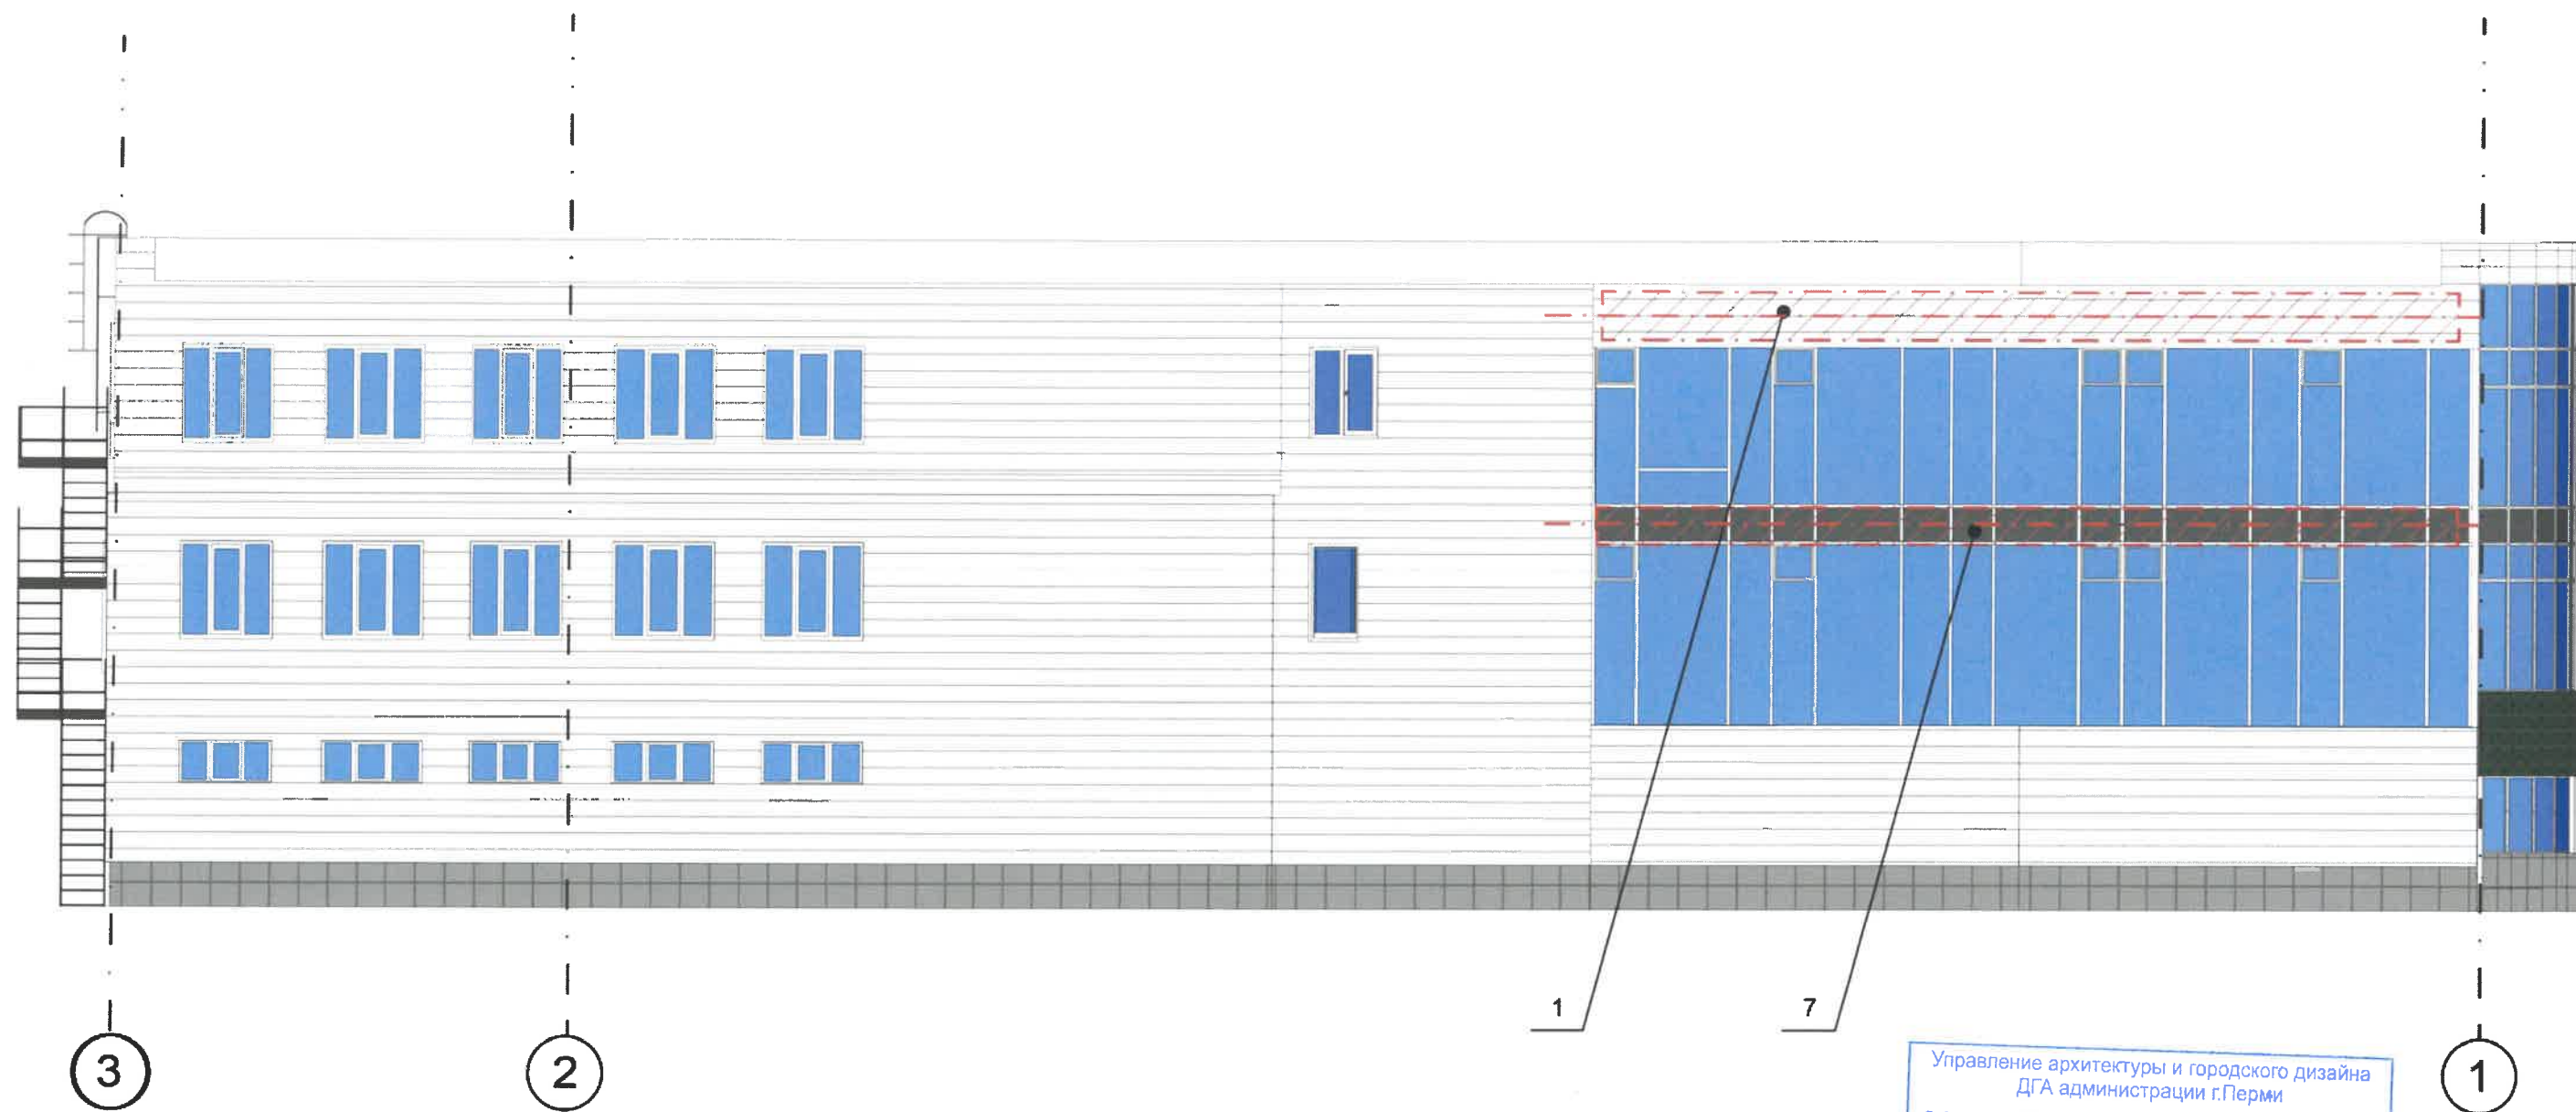 1
7
3
2
1
Управление архитектуры и городского дизайна
ДГА администрации г.Перми